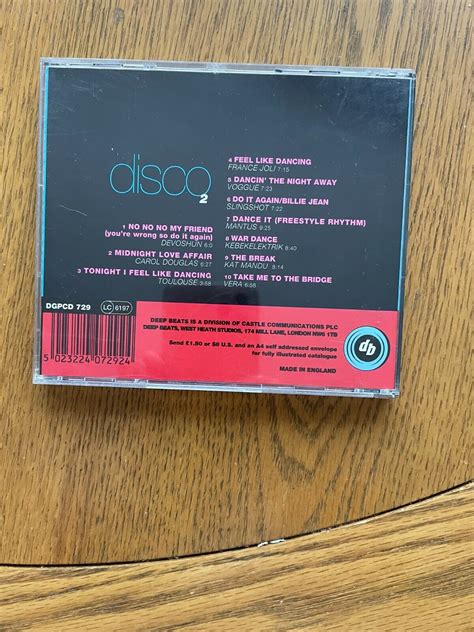 disco
2
1 NO NO NO MY FRIEND
(you're wrong so do it again)
DEVOSHUN 6:0
2 MIDNIGHT LOVE AFFAIR
CAROL DOUGLAS 6:27
3 TONIGHT I FEEL LIKE DANCING
TOULOUSE 3:58
4 FEEL LIKE DANCING
FRANCE JOLI 7:15
5 DANCIN' THE NIGHT AWAY
VOGGUE 7:23
6 DO IT AGAIN/BILLIE JEAN
SLINGSHOT 7:22
7 DANCE IT (FREESTYLE RHYTHM)
MANTUS 9:25
8 WAR DANCE
KEBEKELEKTRIK 8:40
9 THE BREAK
KAT MANDU 8:14
10 TAKE ME TO THE BRIDGE
VERA 6:56
DGPCD 729
LC 6197
5 023224 072924
DEEP BEATS IS A DIVISION OF CASTLE COMMUNICATIONS PLC
DEEP BEATS, WEST HEATH STUDIOS, 174 MILL LANE, LONDON NW6 1TB
Send £1.50 or $6 U.S. and an A4 self addressed envelope
for fully illustrated catalogue
MADE IN ENGLAND
db